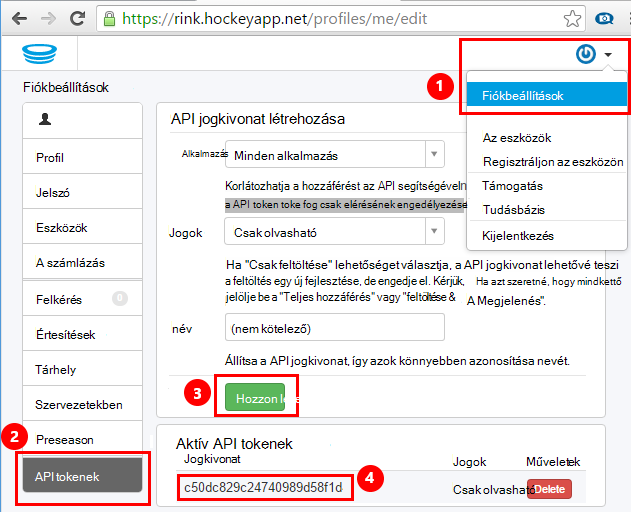 https://rink.hockeyapp.net/profiles/me/edit
1
Fiókbeállítások
Fiókbeállítások
Az eszközök
Regisztráljon az eszközön
Támogatás
Tudásbázis
Kijelentkezés
Profil
Jelszó
Eszközök
A számlázás
Felkérés 0
Értesítések
Tárhely
Szervezetekben
Preseason
2
API tokenek
API jogkivonat létrehozása
Alkalmazás Minden alkalmazás
Korlátozhatja a hozzáférést az API segítségével
a API token toke fog csak elérésének engedélyezése
Jogok Csak olvasható
Ha "Csak feltöltése" lehetőséget választja, a API jogkivonat lehetővé teszi
a feltöltés egy új fejlesztése, de engedje el. Kérjük, Ha azt szeretné, hogy mindkettő
jelölje be a "Teljes hozzáférés" vagy "feltöltése & A Megjelenés".
név (nem kötelező)
Állítsa a API jogkivonat, így azok könnyebben azonosítása nevét.
3
Hozzon lé
Aktív API tokenek
Jogkivonat Jogok Műveletek
c50dc829c24740989d58f1d 4 Csak olvasható Delete